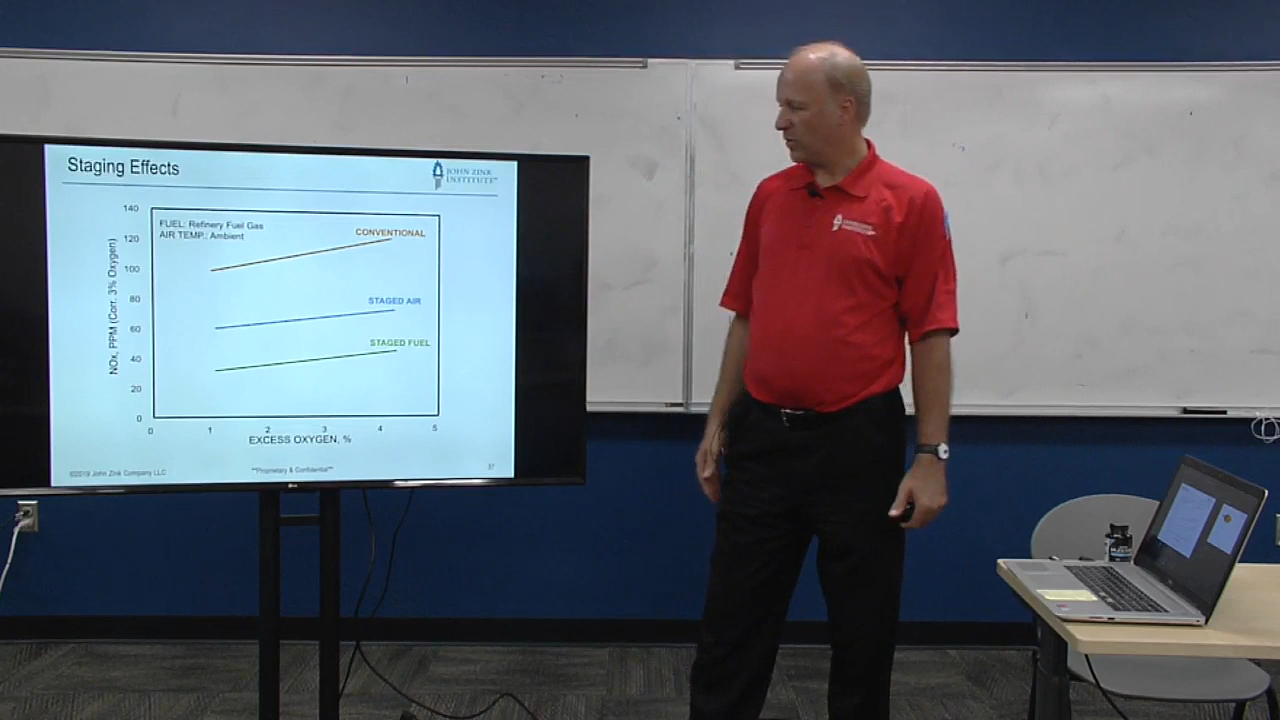 Staging Effects
JOHN ZINK
INSTITUTE
140
120
100
80
60
40
20
0
NOx, PPM (Corr. 3% Oxygen)
FUEL: Refinery Fuel Gas
AIR TEMP.: Ambient
CONVENTIONAL
STAGED AIR
STAGED FUEL
0 1 2 3 4 5
EXCESS OXYGEN, %
©2019 John Zink Company LLC
**Proprietary & Confidential**
37
LG